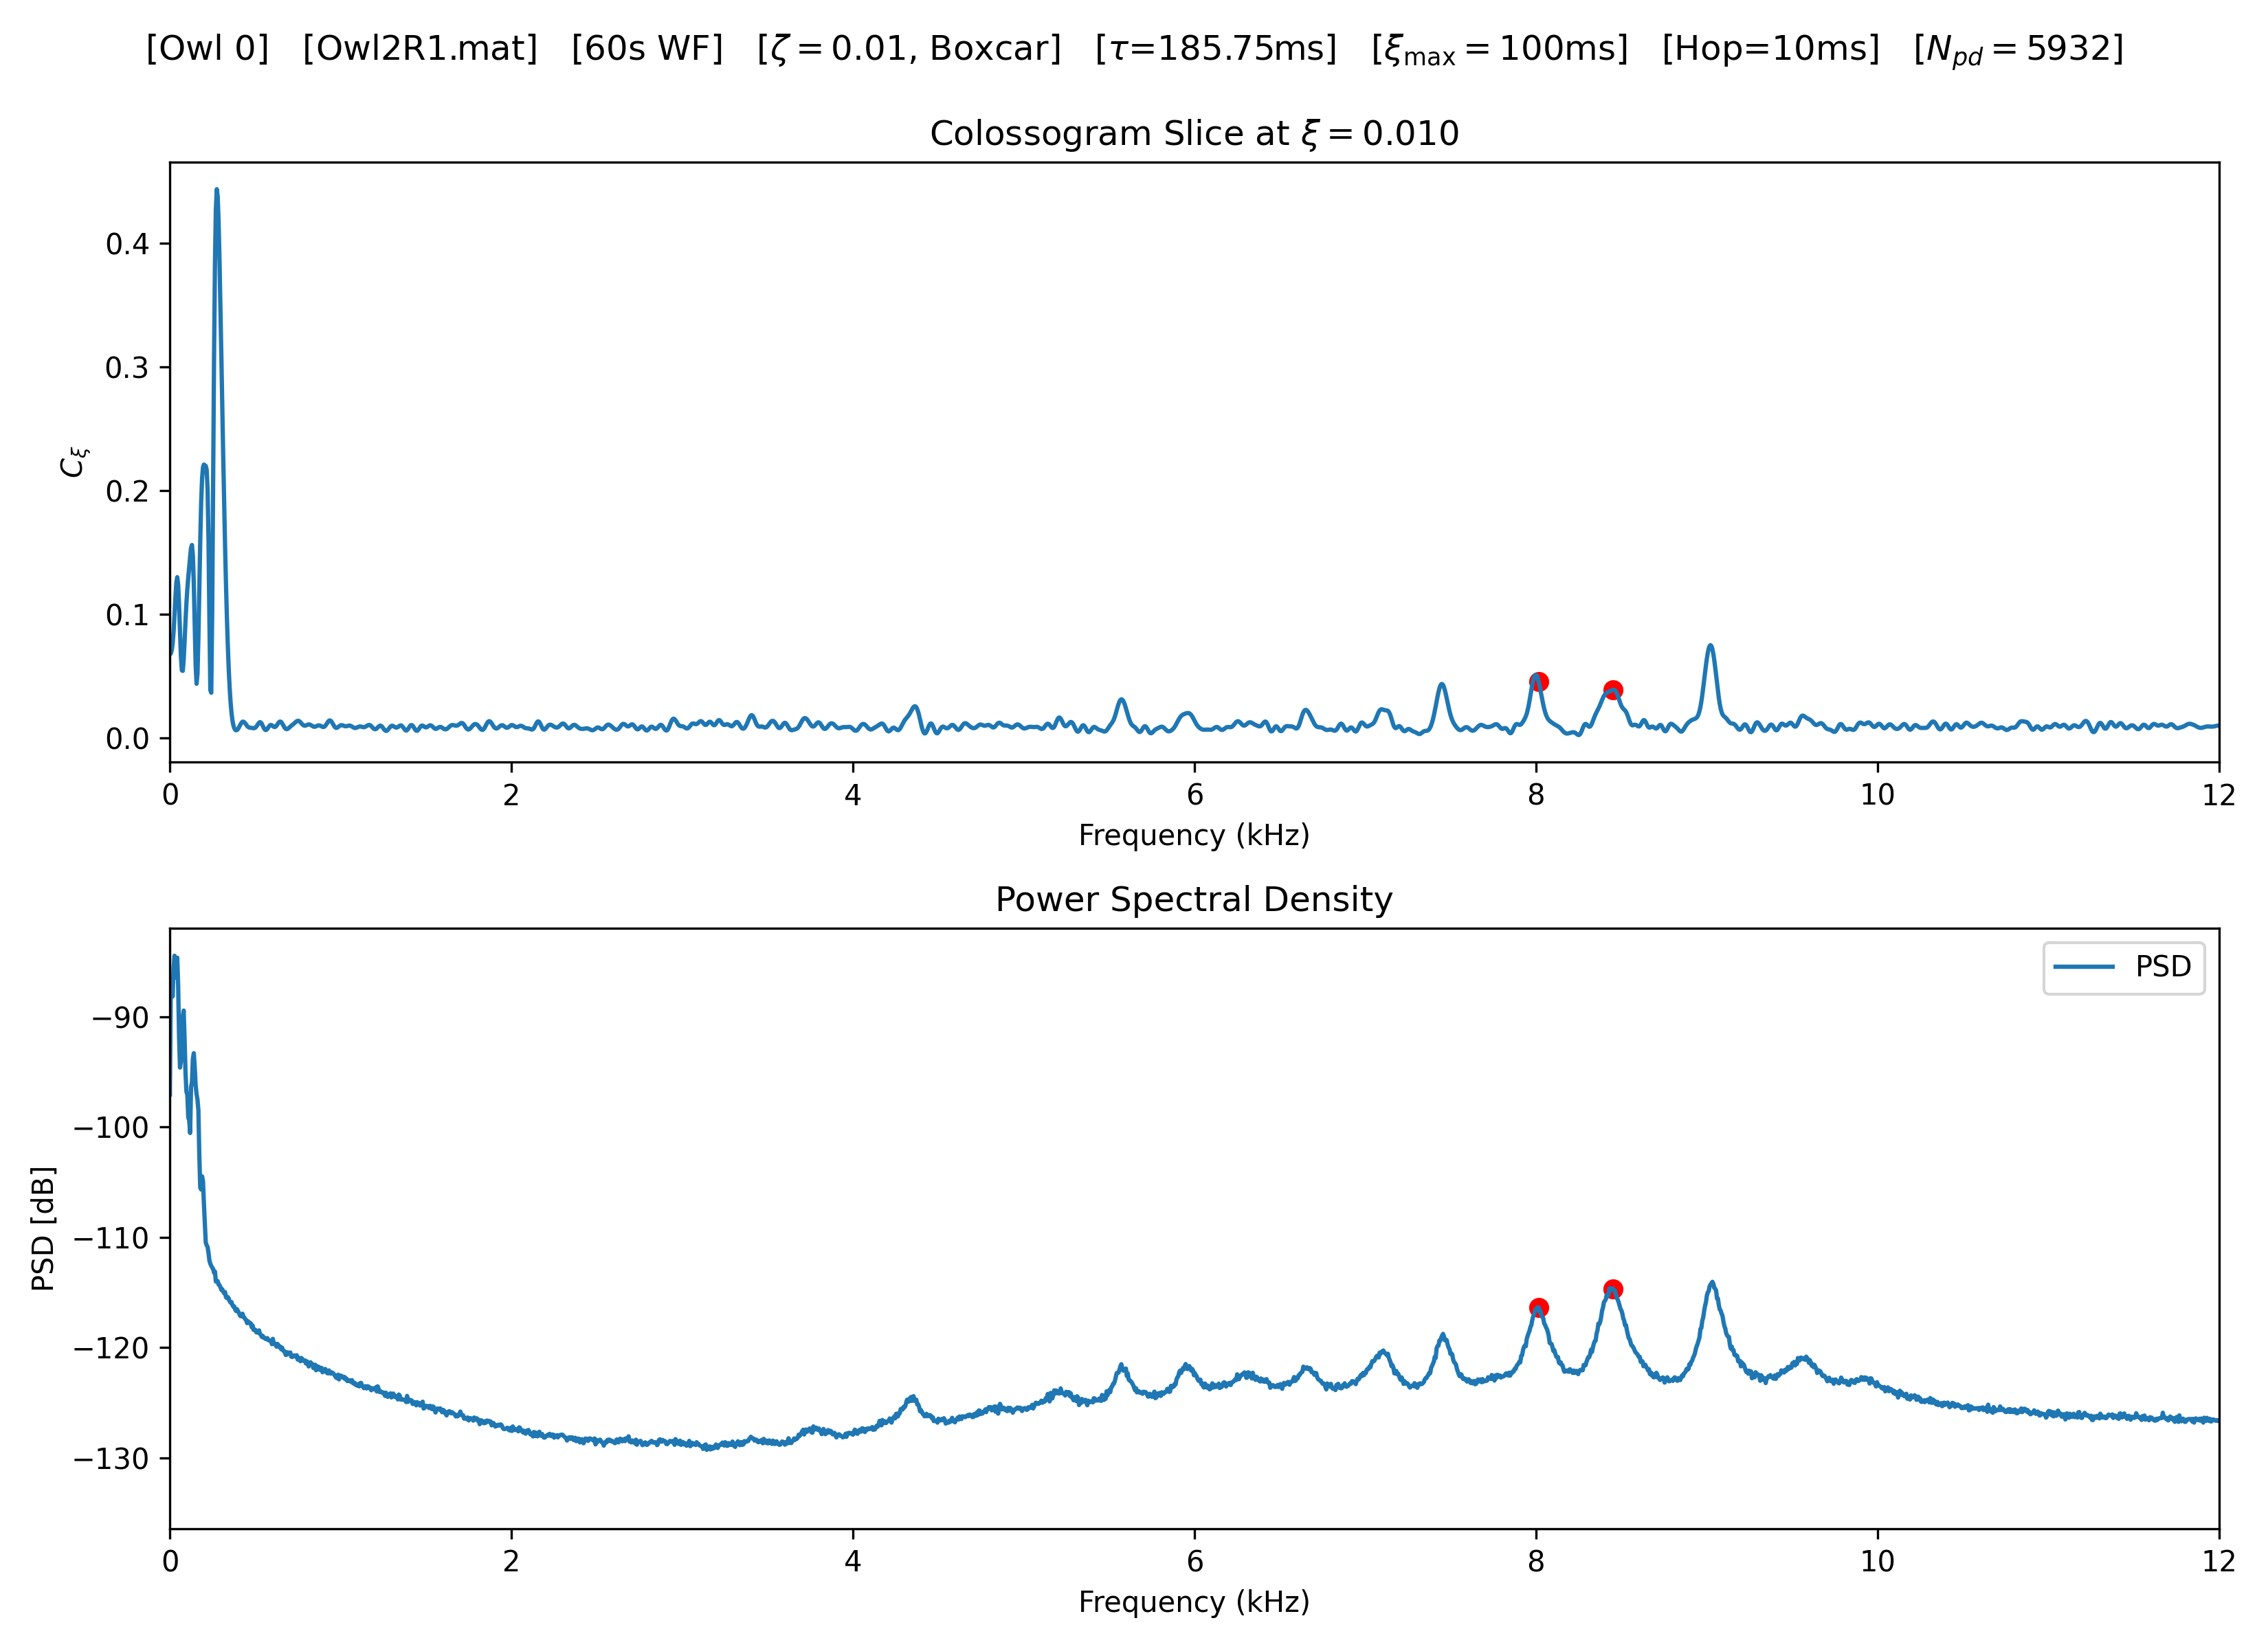 [Owl 0] [Owl2R1.mat] [60s WF] [ζ = 0.01, Boxcar] [τ=185.75ms] [ξmax = 100ms] [Hop=10ms] [Npd = 5932]
Colossogram Slice at ξ = 0.010
0.4
0.3
0.2
0.1
0.0
Cξ
0 2 4 6 8 10 12
Frequency (kHz)
Power Spectral Density
PSD
−90
−100
−110
−120
−130
PSD [dB]
0 2 4 6 8 10 12
Frequency (kHz)